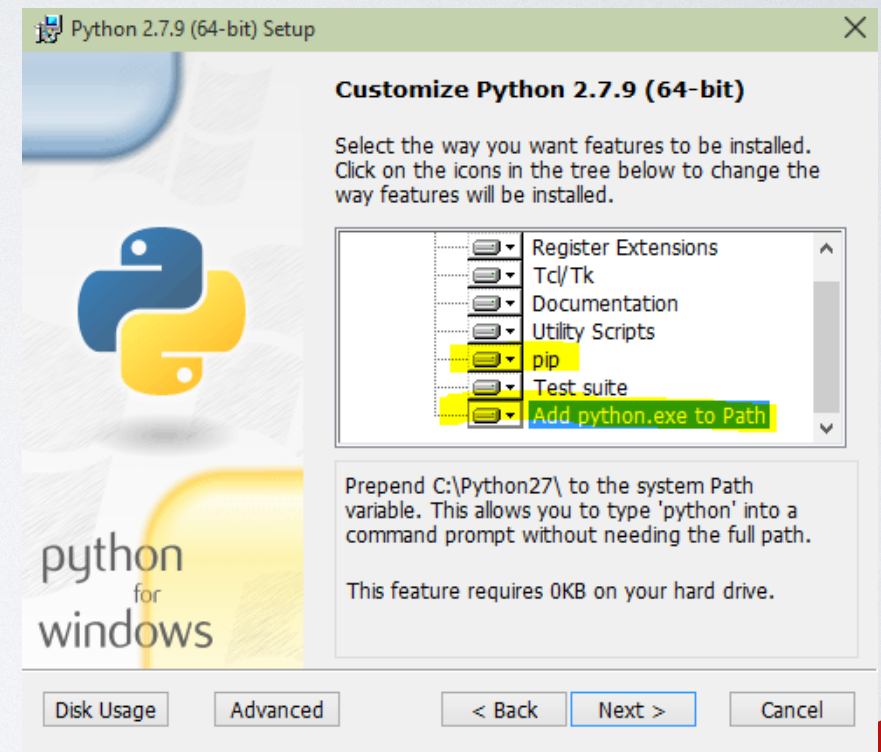 Python 2.7.9 (64-bit) Setup
Customize Python 2.7.9 (64-bit)
Select the way you want features to be installed.
Click on the icons in the tree below to change the
way features will be installed.
Register Extensions
Tcl/Tk
Documentation
Utility Scripts
pip
Test suite
Add python.exe to Path
Prepend C:\Python27\ to the system Path
variable. This allows you to type 'python' into a
command prompt without needing the full path.
This feature requires 0KB on your hard drive.
python
for
windows
Disk Usage
Advanced
< Back
Next >
Cancel